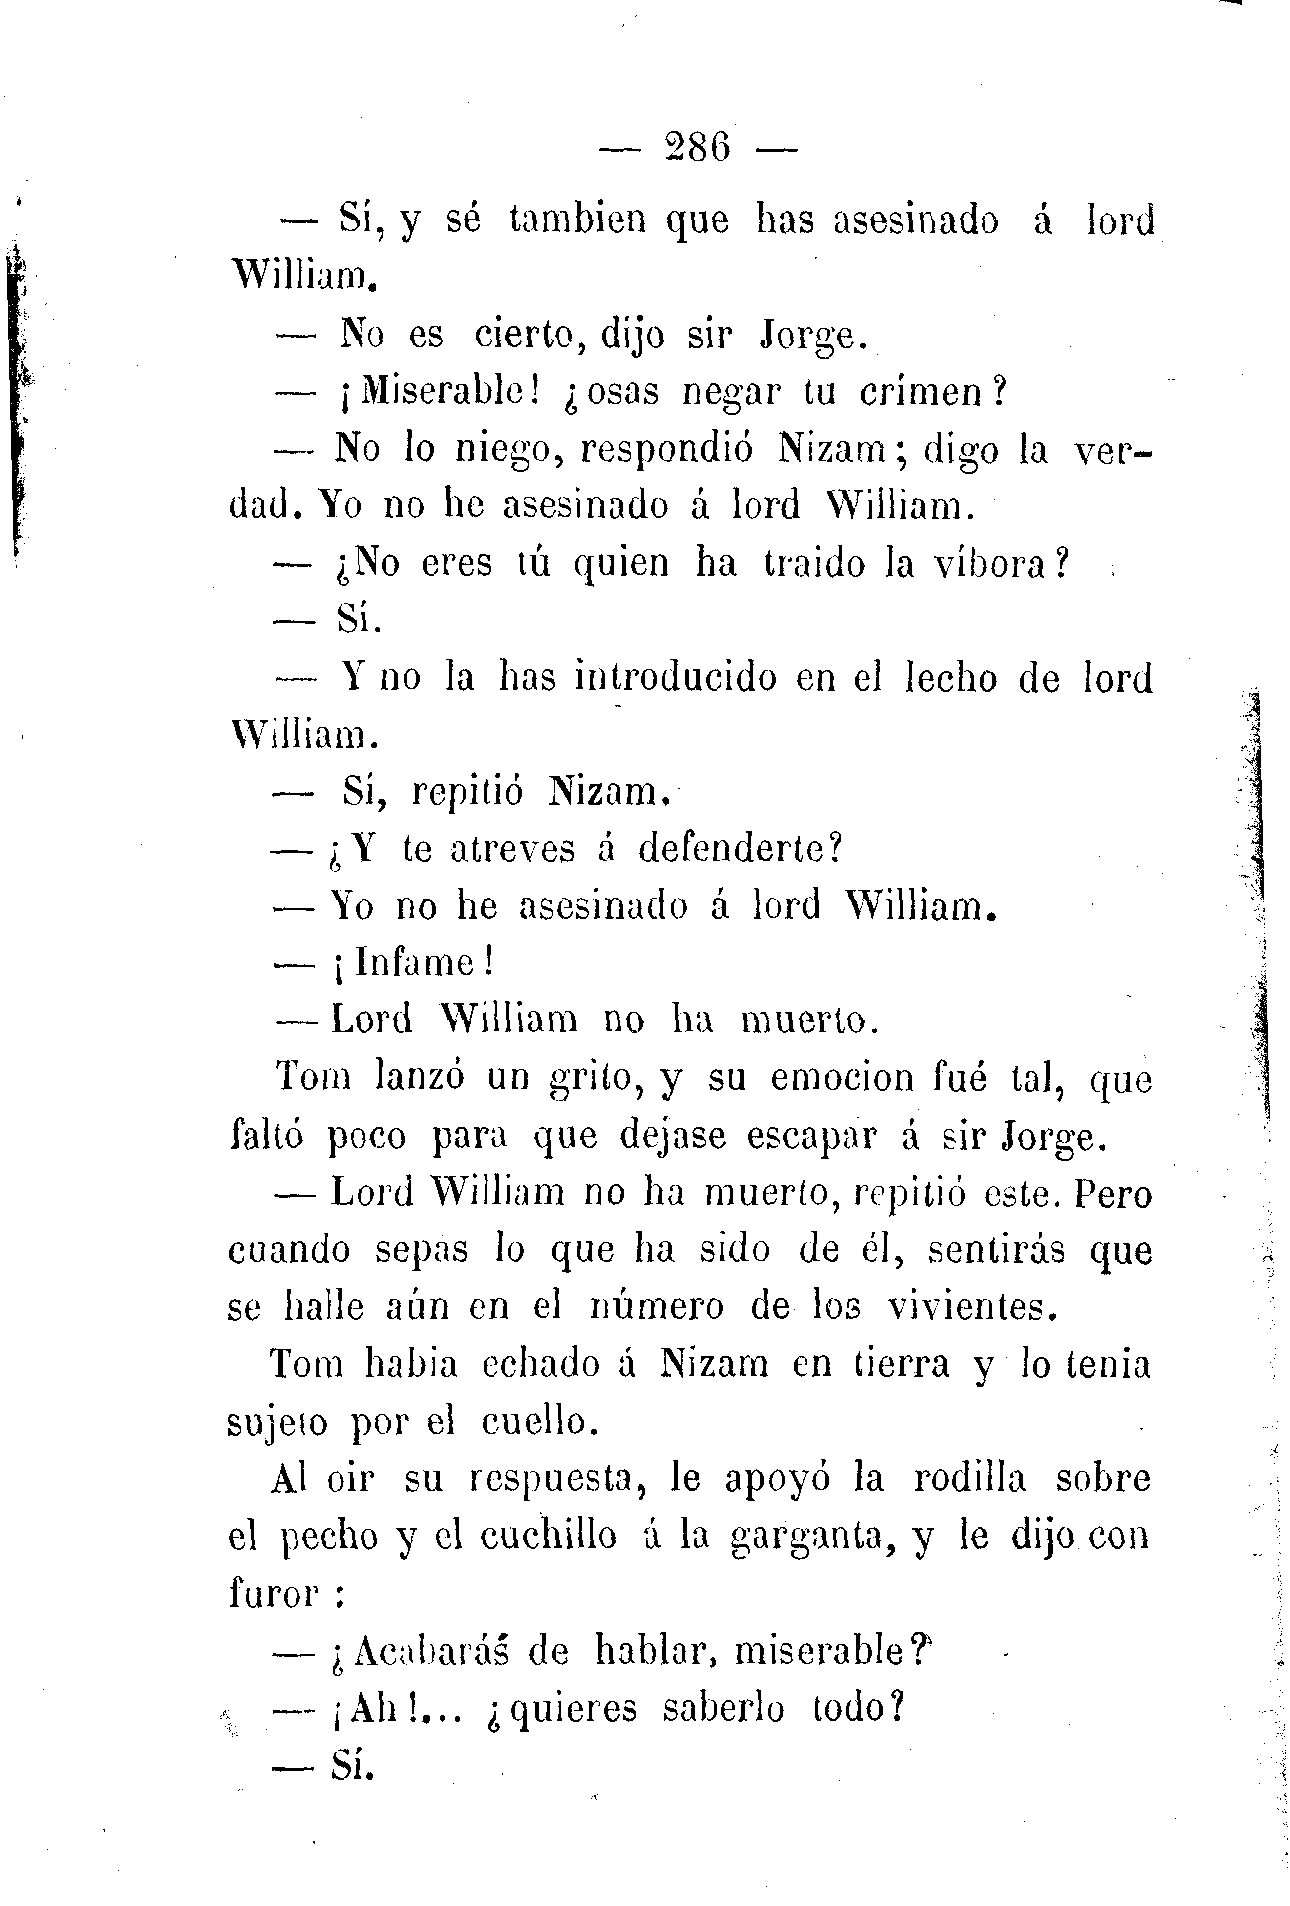 — 286 —
— Sí, y sé tambien que has asesinado á lord
William.
— No es cierto, dijo sir Jorge.
— ¡Miserable! ¿osas negar tu crímen?
— No lo niego, respondió Nizam; digo la ver-
dad. Yo no he asesinado á lord William.
— ¿No eres tú quien ha traido la víbora?
— Sí.
— Y no la has introducido en el lecho de lord
William.
— Sí, repitió Nizam.
— ¿Y te atreves á defenderte?
— Yo no he asesinado á lord William.
— ¡Infame!
— Lord William no ha muerto.
Tom lanzó un grito, y su emocion fué tal, que
faltó poco para que dejase escapar á sir Jorge.
— Lord William no ha muerto, repitió este. Pero
cuando sepas lo que ha sido de él, sentirás que
se halle aún en el número de los vivientes.
Tom habia echado á Nizam en tierra y lo tenia
sujeto por el cuello.
Al oir su respuesta, le apoyó la rodilla sobre
el pecho y el cuchillo á la garganta, y le dijo con
furor :
— ¿Acabarás de hablar, miserable?
— ¡Ah!... ¿quieres saberlo todo?
— Sí.